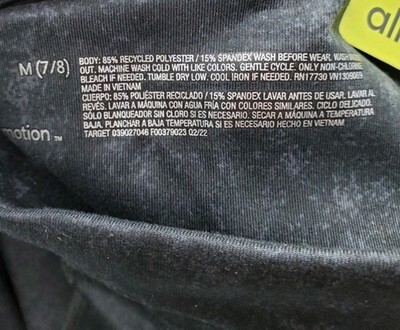 all
M (7/8)
motion ™
BODY: 85% RECYCLED POLYESTER / 15% SPANDEX WASH BEFORE WEAR. WASH INSIDE
OUT. MACHINE WASH COLD WITH LIKE COLORS. GENTLE CYCLE. ONLY NON-CHLORINE
BLEACH IF NEEDED. TUMBLE DRY LOW. COOL IRON IF NEEDED. RN17730
MADE IN VIETNAM
CUERPO: 85% POLIÉSTER RECICLADO / 15% SPANDEX LAVAR ANTES DE USAR. LAVAR AL
REVÉS. LAVAR A MÁQUINA CON AGUA FRÍA CON COLORES SIMILARES. CICLO DELICADO.
SÓLO BLANQUEADOR SIN CLORO SI ES NECESARIO. SECAR A MÁQUINA A TEMPERATURA
BAJA, PLANCHAR A BAJA TEMPERATURA SI ES NECESARIO HECHO EN VIETNAM
TARGET 039027046 F00379023 02/22